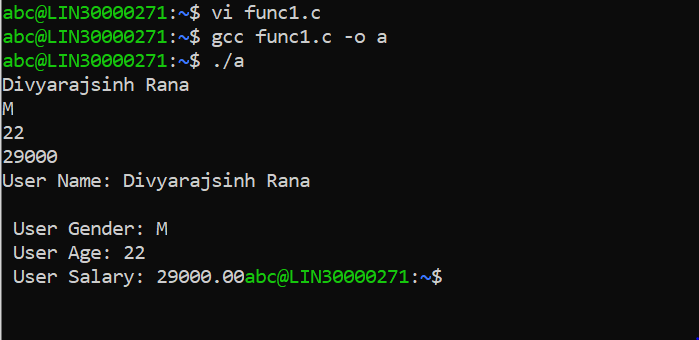 abc@LIN30000271:~$ vi func1.c
abc@LIN30000271:~$ gcc func1.c -o a
abc@LIN30000271:~$ ./a
Divyarajsinh Rana
M
22
29000
User Name: Divyarajsinh Rana
User Gender: M
User Age: 22
User Salary: 29000.00abc@LIN30000271:~$